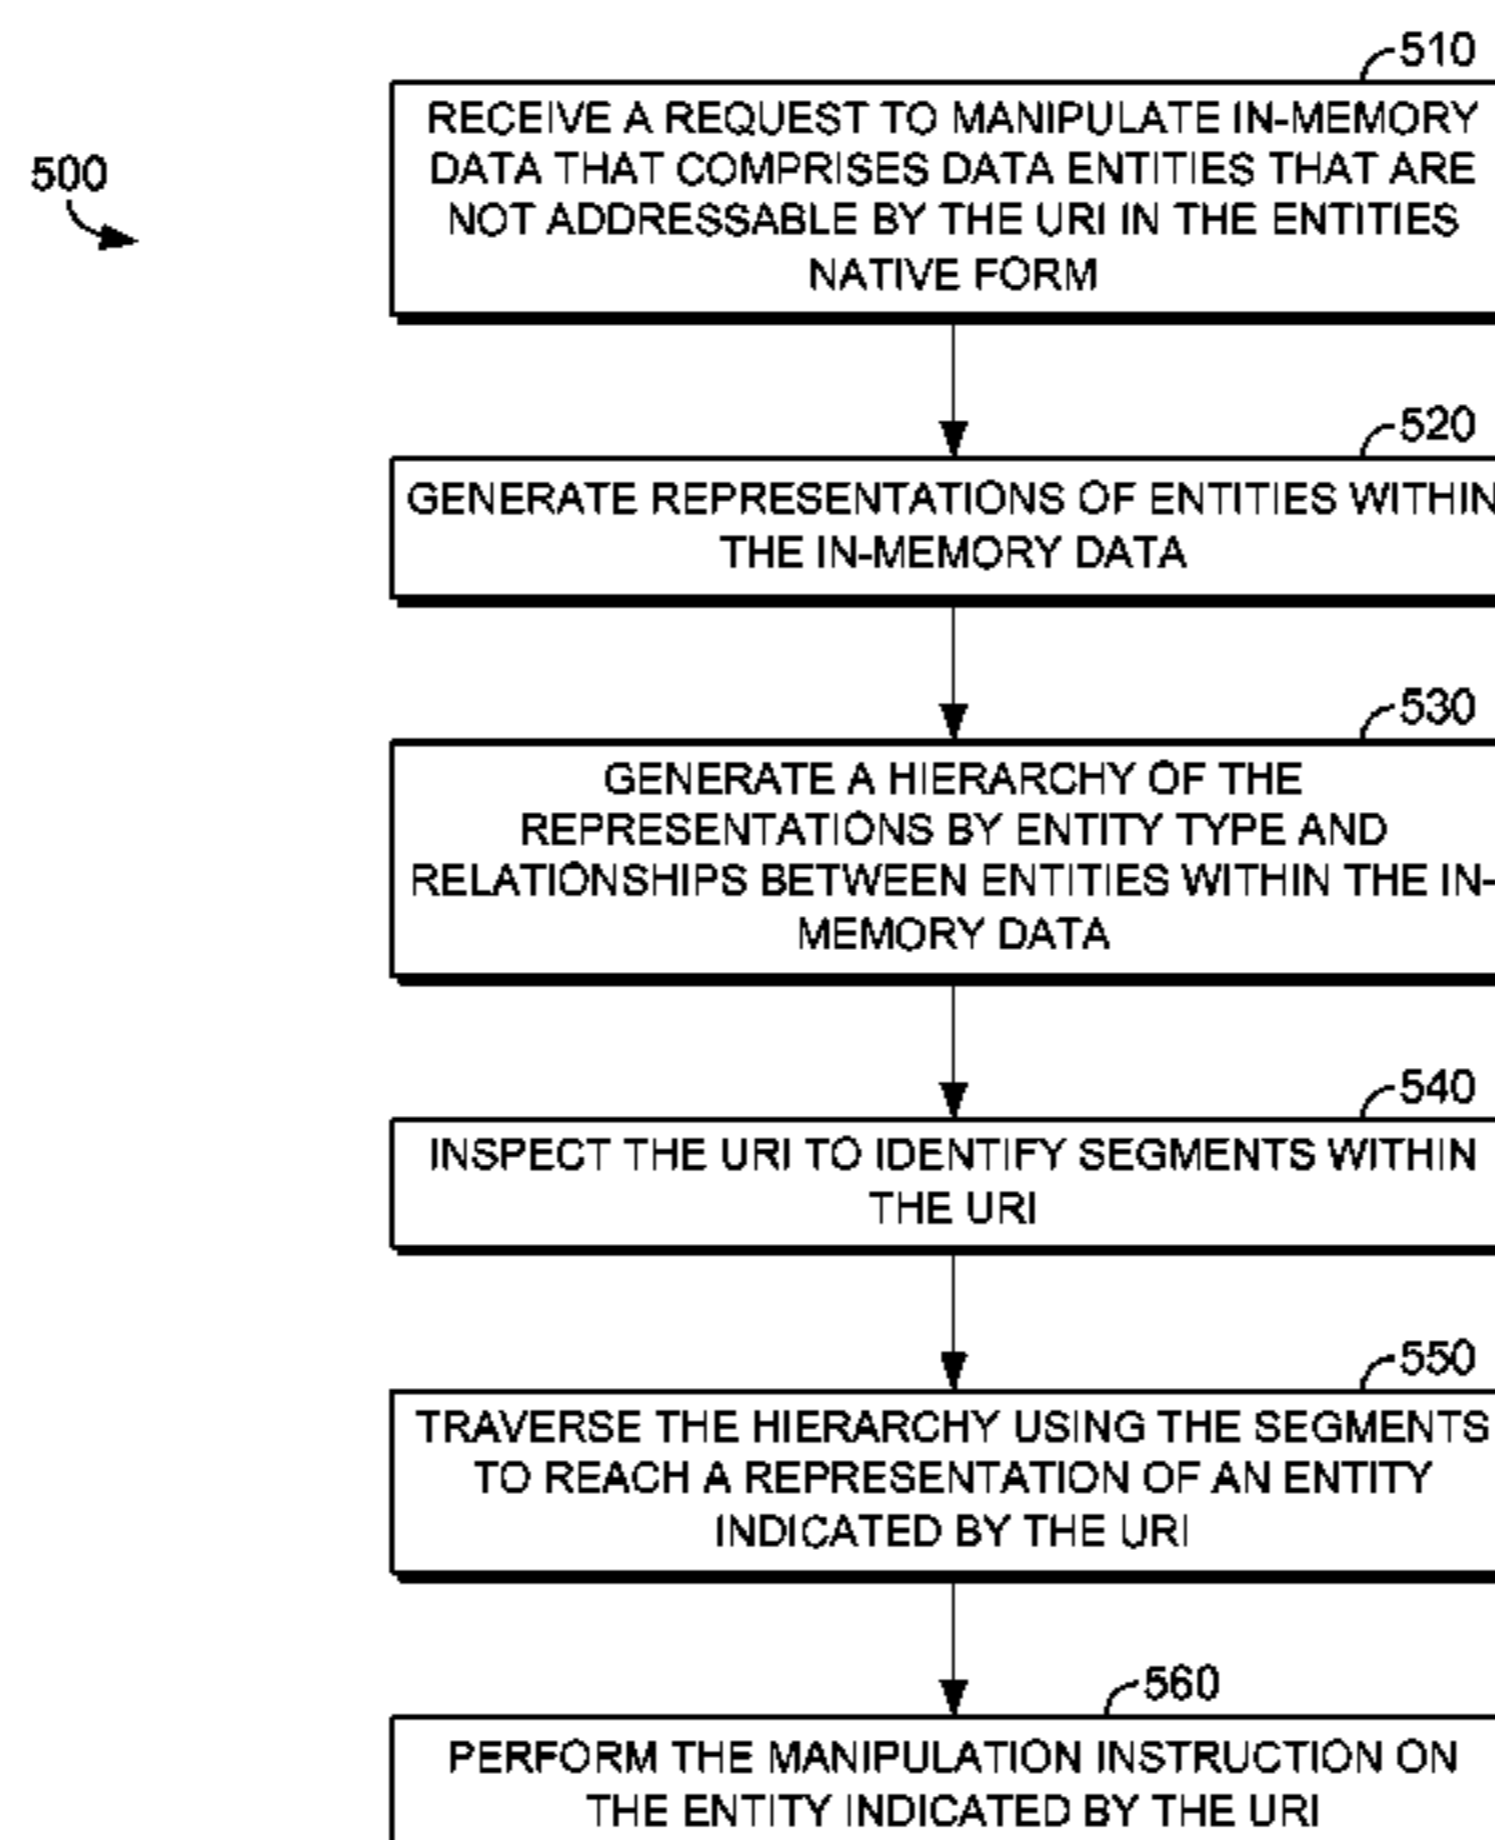 510
500
RECEIVE A REQUEST TO MANIPULATE IN-MEMORY
DATA THAT COMPRISES DATA ENTITIES THAT ARE
NOT ADDRESSABLE BY THE URI IN THE ENTITIES
NATIVE FORM
520
GENERATE REPRESENTATIONS OF ENTITIES WITHIN
THE IN-MEMORY DATA
530
GENERATE A HIERARCHY OF THE
REPRESENTATIONS BY ENTITY TYPE AND
RELATIONSHIPS BETWEEN ENTITIES WITHIN THE IN-
MEMORY DATA
540
INSPECT THE URI TO IDENTIFY SEGMENTS WITHIN
THE URI
550
TRAVERSE THE HIERARCHY USING THE SEGMENTS
TO REACH A REPRESENTATION OF AN ENTITY
INDICATED BY THE URI
560
PERFORM THE MANIPULATION INSTRUCTION ON
THE ENTITY INDICATED BY THE URI